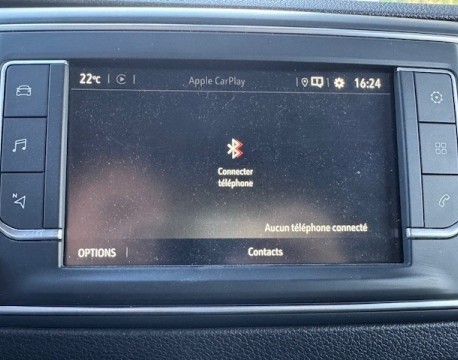 22°C Apple CarPlay 16:24
Connecter
téléphone
Aucun téléphone connecté
OPTIONS Contacts
N